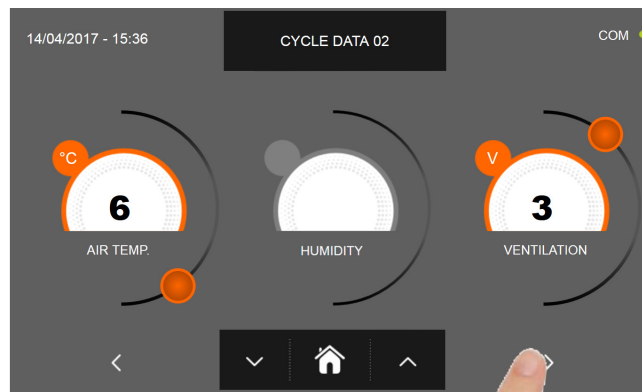 14/04/2017 - 15:36
CYCLE DATA 02
COM
°C
V
6
3
AIR TEMP.
HUMIDITY
VENTILATION